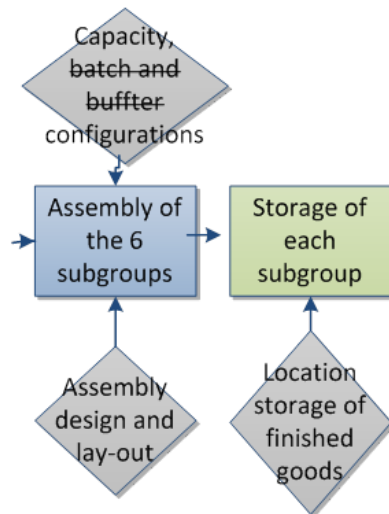 Capacity,
batch and
buffter
configurations
Assembly of
the 6
subgroups
Storage of
each
subgroup
Assembly
design and
lay-out
Location
storage of
finished
goods